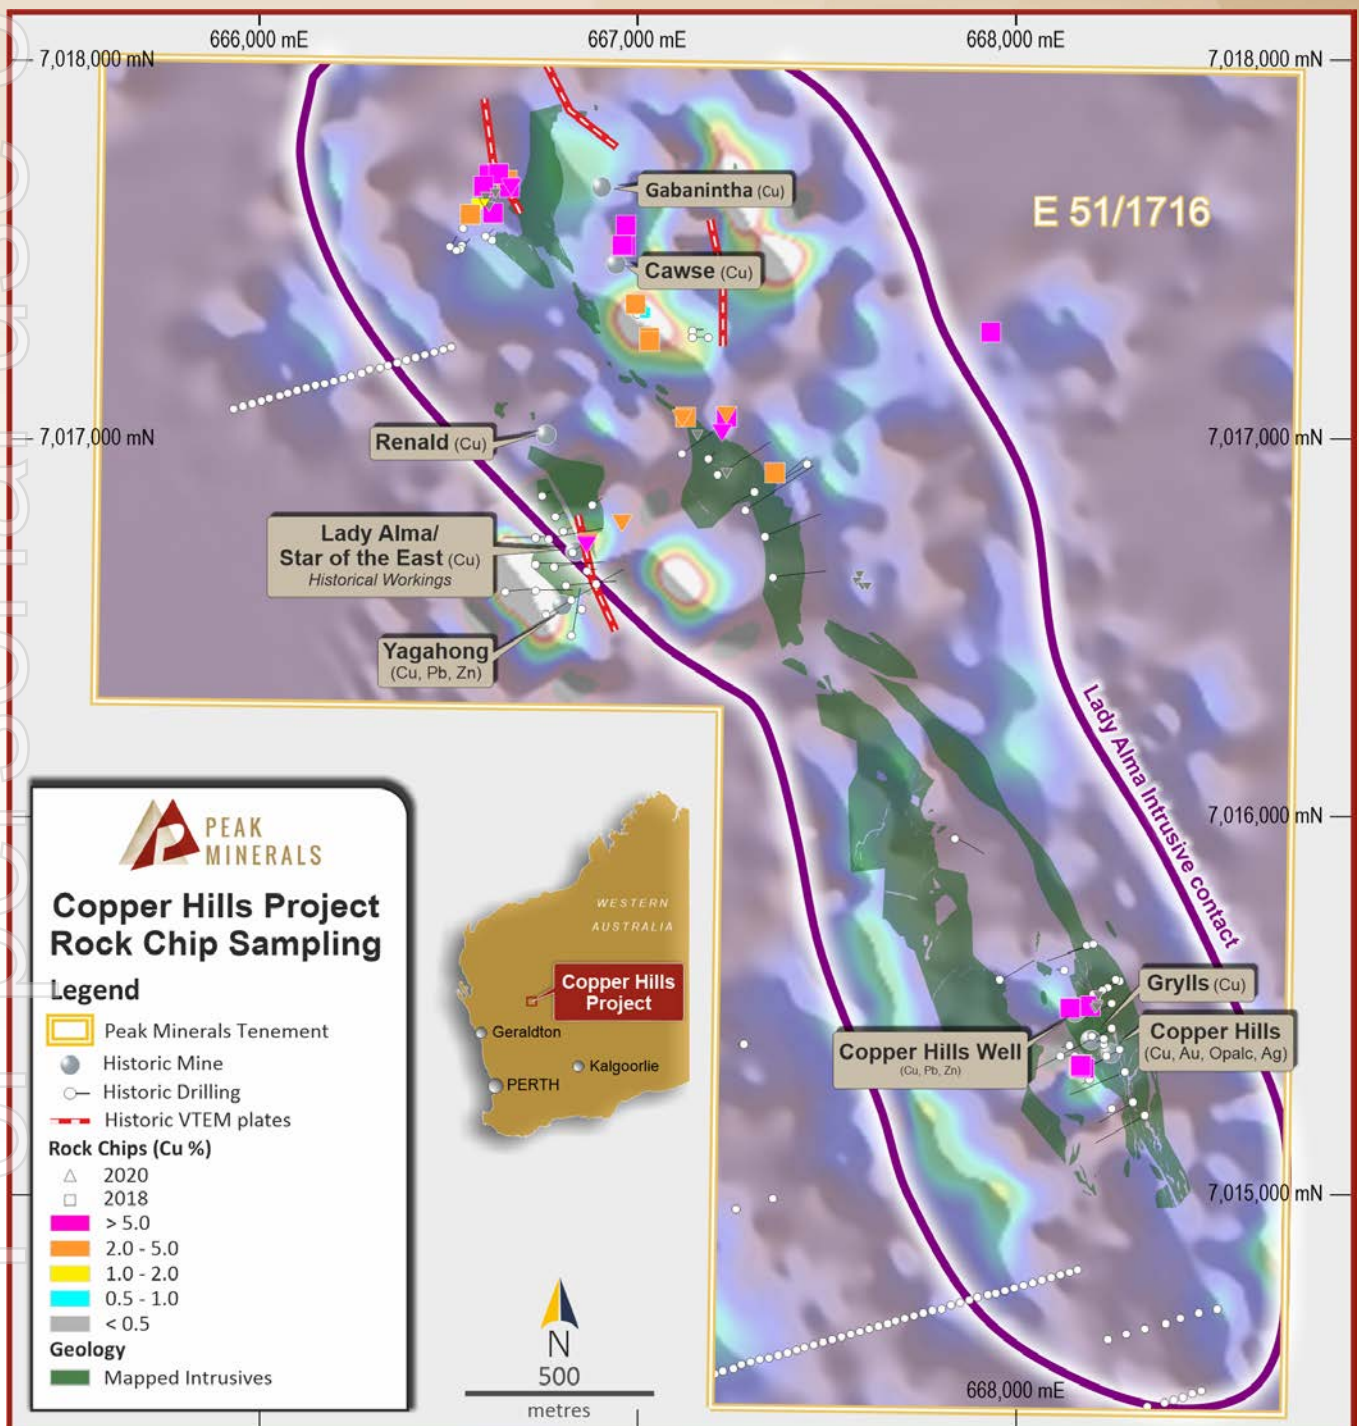 666,000 mE
667,000 mE
668,000 mE
7,018,000 mN
7,018,000 mN
E 51/1716
Gabanintha (Cu)
Cawse (Cu)
7,017,000 mN
7,017,000 mN
Renald (Cu)
Lady Alma/
Star of the East (Cu)
Historical Workings
Yagahong
(Cu, Pb, Zn)
Lady Alma Intrusive contact
7,016,000 mN
Grylls (Cu)
Copper Hills Well
(Cu, Pb, Zn)
Copper Hills
(Cu, Au, Opalc, Ag)
7,015,000 mN
668,000 mE
PEAK
MINERALS
Copper Hills Project
Rock Chip Sampling
Legend
Peak Minerals Tenement
Historic Mine
Historic Drilling
Historic VTEM plates
Rock Chips (Cu %)
2020
2018
> 5.0
2.0 - 5.0
1.0 - 2.0
0.5 - 1.0
< 0.5
Geology
Mapped Intrusives
WESTERN
AUSTRALIA
Copper Hills
Project
Geraldton
Kalgoorlie
PERTH
N
500
metres